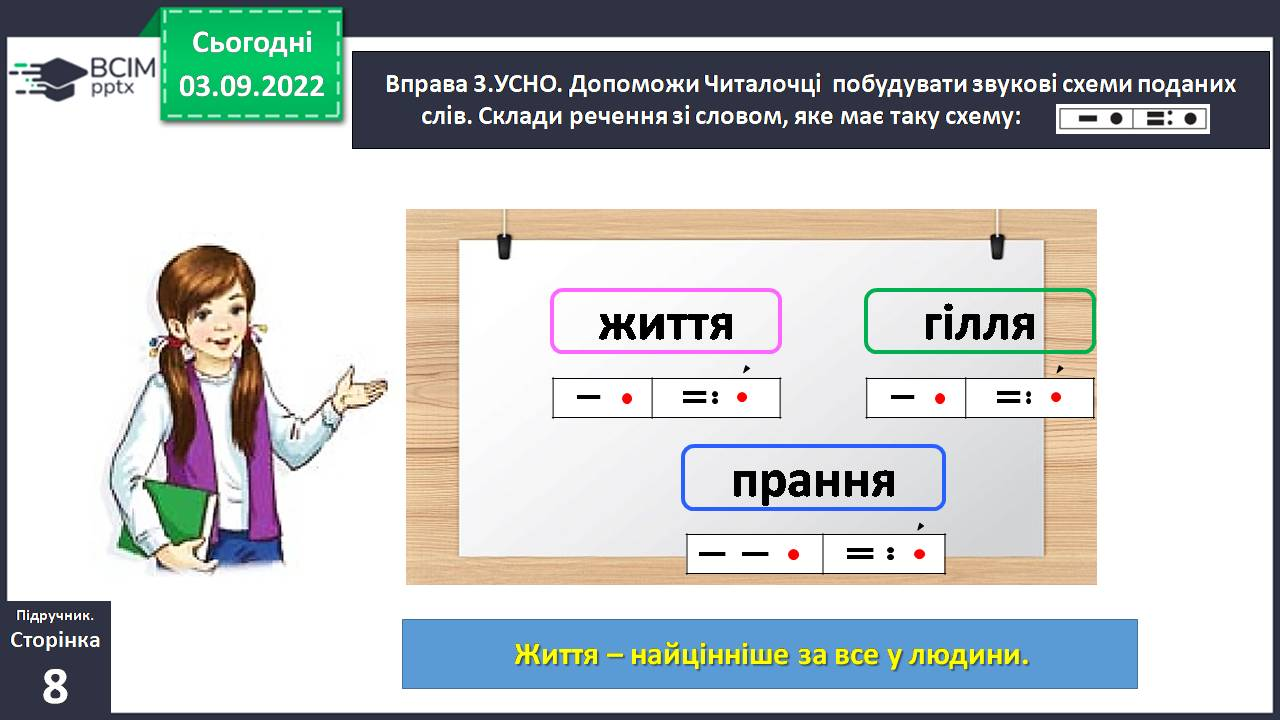 Сьогодні
03.09.2022
ВСІМ
pptx
Вправа 3.УСНО. Допоможи Читалочці побудувати звукові схеми поданих
слів. Склади речення зі словом, яке має таку схему:
життя
гілля
прання
Підручник.
Сторінка
8
Життя – найцінніше за все у людини.